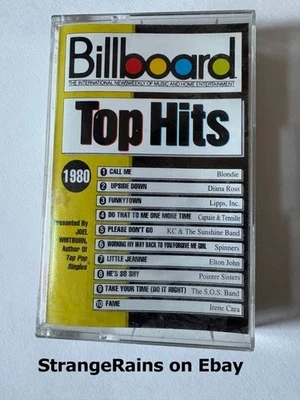 Billboard
THE INTERNATIONAL NEWSWEEKLY OF MUSIC AND HOME ENTERTAINMENT
Top Hits
1980
Presented By
JOEL
WHITBURN,
Author Of
Top Pop
Singles
1 CALL ME Blondie
2 UPSIDE DOWN Diana Ross
3 FUNKYTOWN Lipps, Inc.
4 DO THAT TO ME ONE MORE TIME Captain & Tennille
5 PLEASE DON'T GO KC & The Sunshine Band
6 WORKING MY WAY BACK TO YOU/FORGIVE ME GIRL Spinners
7 LITTLE JEANNIE Elton John
8 HE'S SO SHY Pointer Sisters
9 TAKE YOUR TIME (DO IT RIGHT) The S.O.S. Band
10 FAME Irene Cara
StrangeRains on Ebay